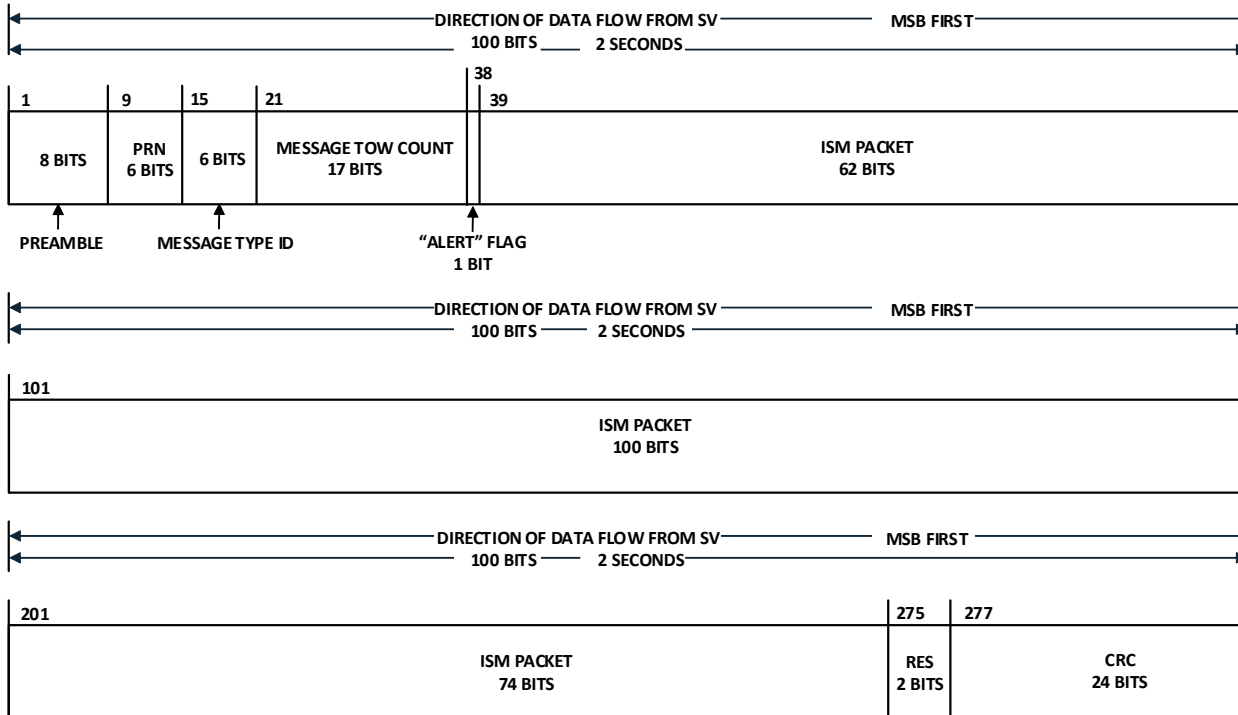 DIRECTION OF DATA FLOW FROM SV MSB FIRST
100 BITS 2 SECONDS
38
1 9 15 21 39
8 BITS
PRN
6 BITS
6 BITS
MESSAGE TOW COUNT
17 BITS
ISM PACKET
62 BITS
PREAMBLE
MESSAGE TYPE ID
“ALERT” FLAG
1 BIT
DIRECTION OF DATA FLOW FROM SV MSB FIRST
100 BITS 2 SECONDS
101
ISM PACKET
100 BITS
DIRECTION OF DATA FLOW FROM SV MSB FIRST
100 BITS 2 SECONDS
201 275 277
ISM PACKET
74 BITS
RES
2 BITS
CRC
24 BITS